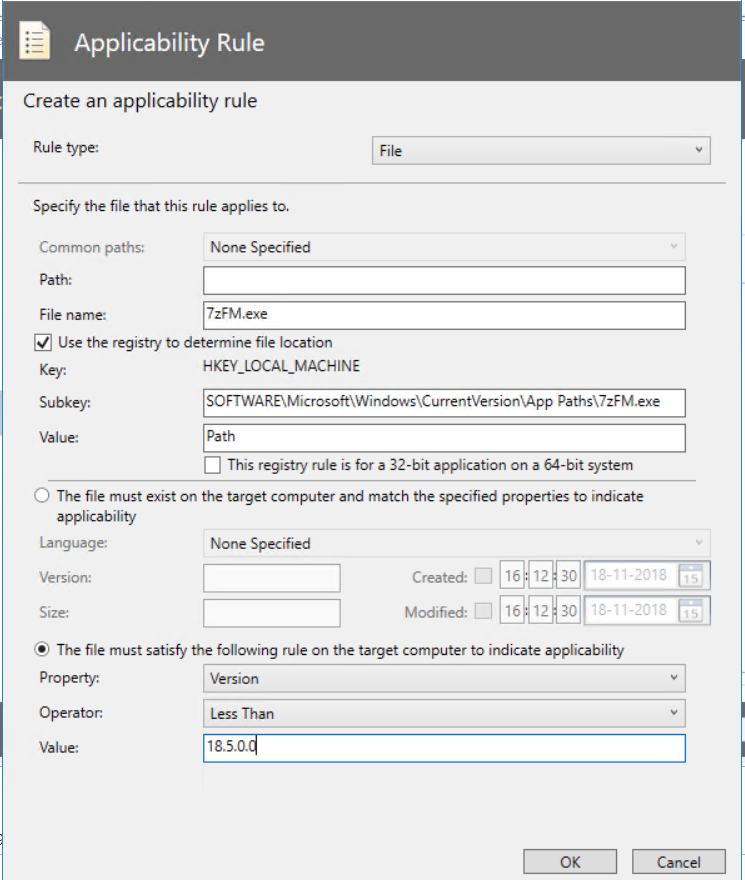 Applicability Rule
Create an applicability rule
Rule type: File
Specify the file that this rule applies to.
Common paths: None Specified
Path:
File name: 7zFM.exe
Use the registry to determine file location
Key: HKEY_LOCAL_MACHINE
Subkey: SOFTWARE\Microsoft\Windows\CurrentVersion\App Paths\7zFM.exe
Value: Path
This registry rule is for a 32-bit application on a 64-bit system
The file must exist on the target computer and match the specified properties to indicate
applicability
Language: None Specified
Version: Created: 16:12:30 18-11-2018 15
Size: Modified: 16:12:30 18-11-2018 15
The file must satisfy the following rule on the target computer to indicate applicability
Property: Version
Operator: Less Than
Value: 18.5.0.0
OK Cancel